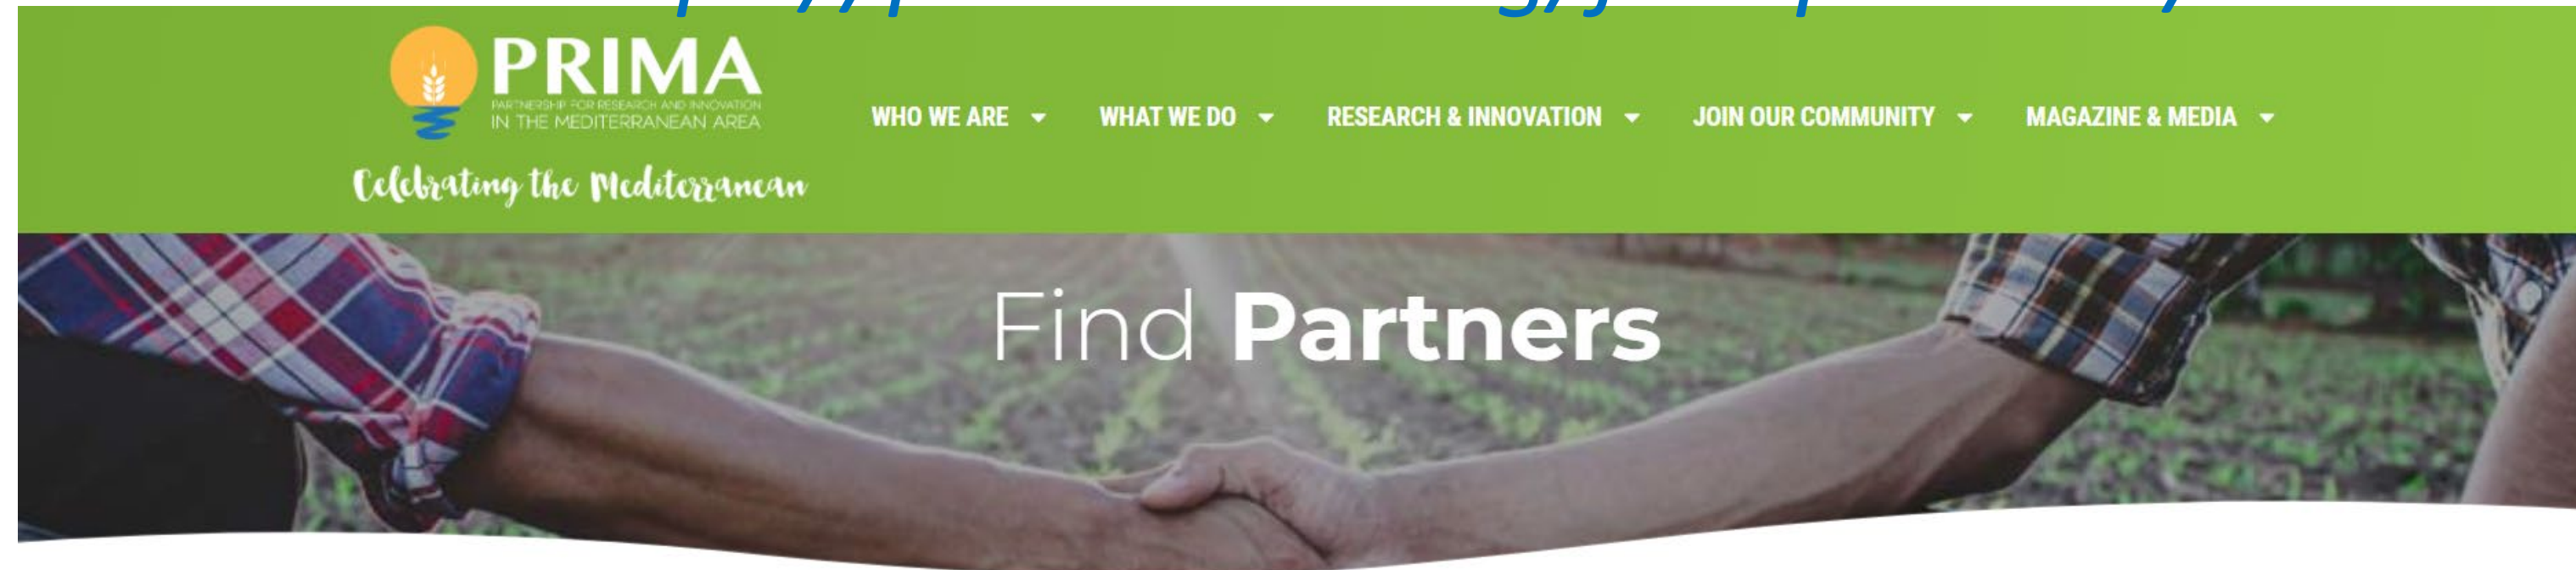 PRIMA
PARTNERSHIP FOR RESEARCH AND INNOVATION
IN THE MEDITERRANEAN AREA
Celebrating the Mediterranean
WHO WE ARE
WHAT WE DO
RESEARCH & INNOVATION
JOIN OUR COMMUNITY
MAGAZINE & MEDIA
Find Partners